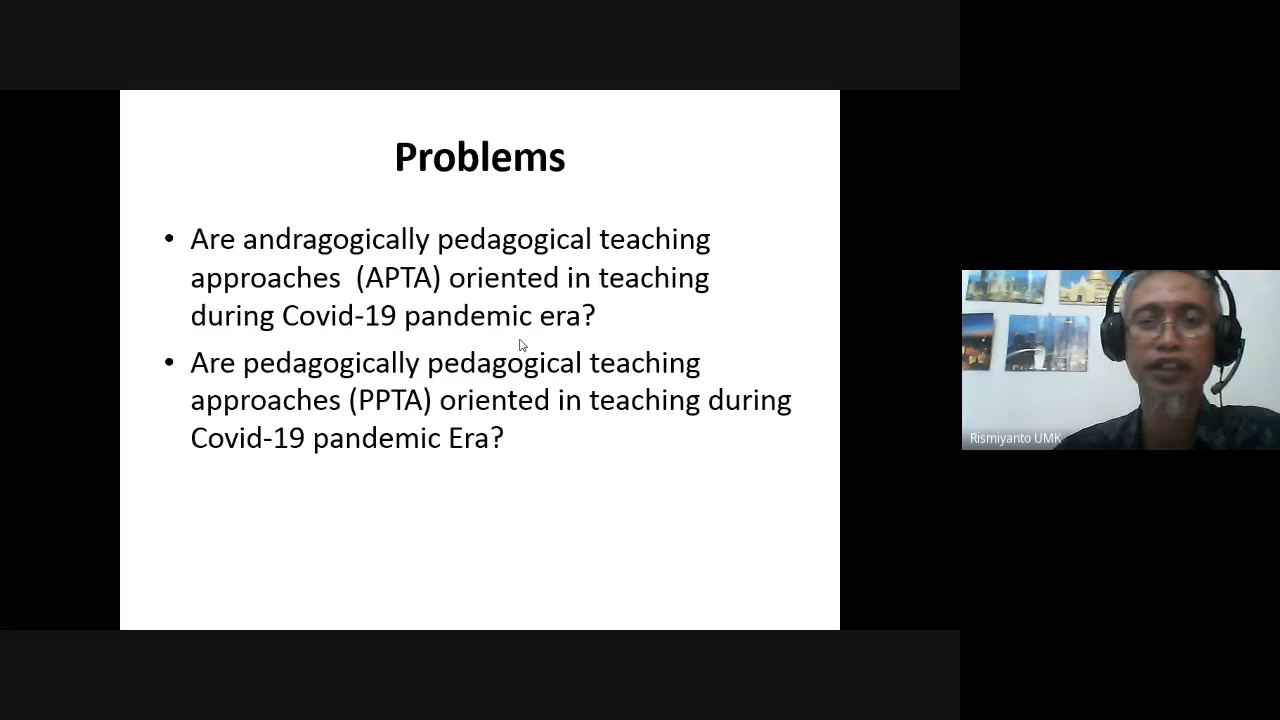 Problems
• Are andragogically pedagogical teaching
approaches (APTA) oriented in teaching
during Covid-19 pandemic era?
• Are pedagogically pedagogical teaching
approaches (PPTA) oriented in teaching during
Covid-19 pandemic Era?
Rismiyanto UMK